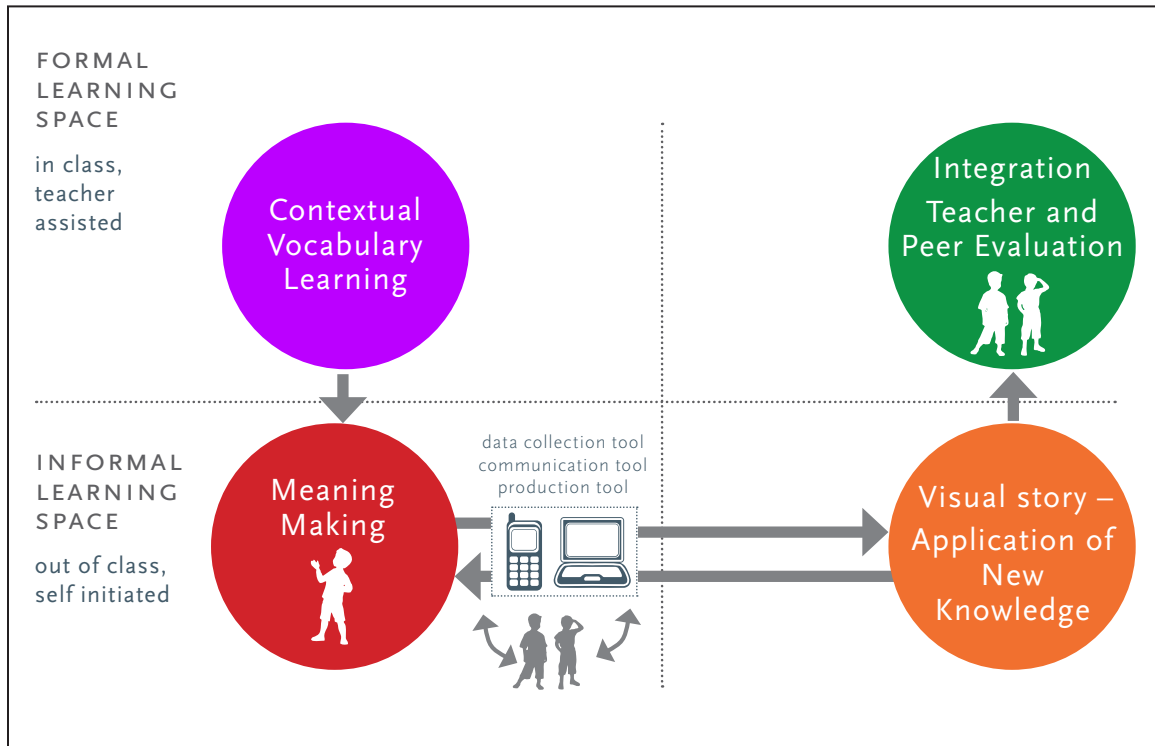 FORMAL
LEARNING
SPACE
in class,
teacher
assisted
Contextual
Vocabulary
Learning
Integration
Teacher and
Peer Evaluation
INFORMAL
LEARNING
SPACE
out of class,
self initiated
Meaning
Making
data collection tool
communication tool
production tool
Visual story –
Application of
New
Knowledge